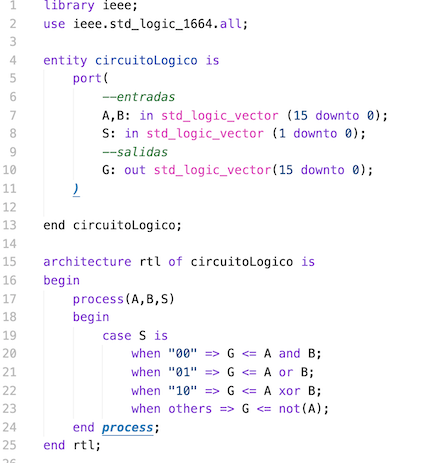 1 library ieee;
2 use ieee.std_logic_1664.all;
3
4 entity circuitoLogico is
5 port(
6 --entradas
7 A,B: in std_logic_vector (15 downto 0);
8 S: in std_logic_vector (1 downto 0);
9 --salidas
10 G: out std_logic_vector(15 downto 0);
11 )
12
13 end circuitoLogico;
14
15 architecture rtl of circuitoLogico is
16 begin
17 process(A,B,S)
18 begin
19 case S is
20 when "00" => G <= A and B;
21 when "01" => G <= A or B;
22 when "10" => G <= A xor B;
23 when others => G <= not(A);
24 end process;
25 end rtl;